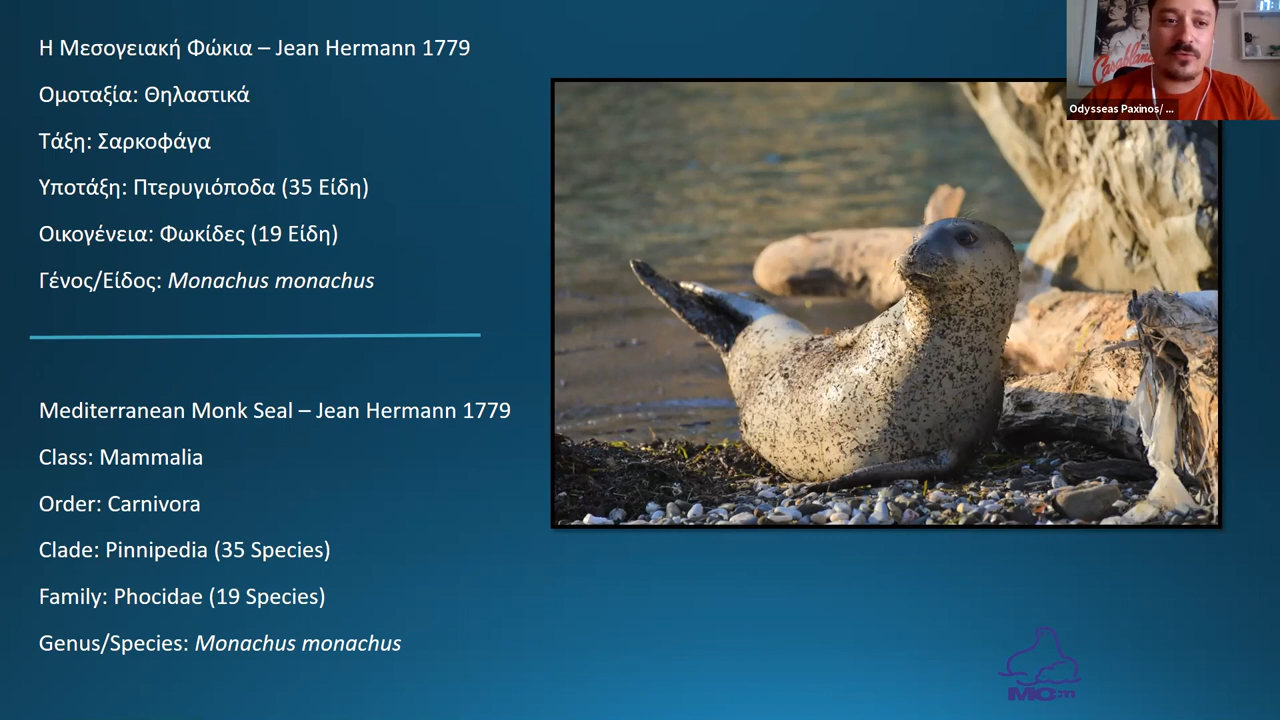 Η Μεσογειακή Φώκια – Jean Hermann 1779
Ομοταξία: Θηλαστικά
Τάξη: Σαρκοφάγα
Υποτάξη: Πτερυγιόποδα (35 Είδη)
Οικογένεια: Φωκίδες (19 Είδη)
Γένος/Είδος: Monachus monachus
Mediterranean Monk Seal – Jean Hermann 1779
Class: Mammalia
Order: Carnivora
Clade: Pinnipedia (35 Species)
Family: Phocidae (19 Species)
Genus/Species: Monachus monachus
Casablanca
Odysseas Paxinos/ ...